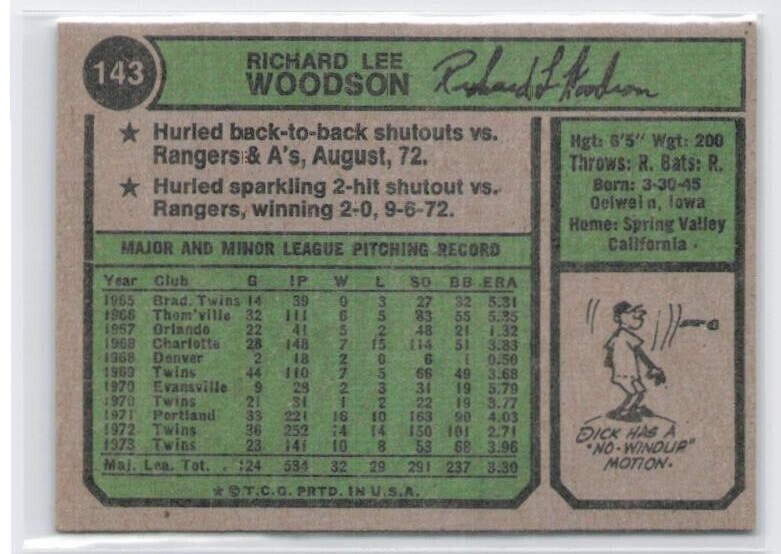 143
RICHARD LEE
WOODSON
Richard L Woodson
★ Hurled back-to-back shutouts vs.
Rangers & A's, August, 72.
★ Hurled sparkling 2-hit shutout vs.
Rangers, winning 2-0, 9-6-72.
Hgt: 6'5" Wgt: 200
Throws: R. Bats: R.
Born: 3-30-45
Oelwein, Iowa
Home: Spring Valley
California
MAJOR AND MINOR LEAGUE PITCHING RECORD
Year Club G IP W L SO BB ERA
1965 Brad. Twins 14 39 0 3 27 32 5.31
1966 Thom'ville 32 111 6 5 83 55 5.25
1967 Orlando 22 41 5 2 48 21 1.32
1968 Charlotte 28 148 7 15 114 51 3.83
1968 Denver 2 18 2 0 6 1 0.50
1969 Twins 44 110 7 5 66 49 3.68
1970 Evansville 9 28 2 3 31 19 5.79
1970 Twins 21 31 1 2 22 19 3.77
1971 Portland 33 221 16 10 163 90 4.03
1972 Twins 36 252 14 14 150 101 2.71
1973 Twins 23 141 10 8 53 68 3.96
Maj. Lea. Tot. . 124 534 32 29 291 237 3.30
★ © T.C.G. PRTD. IN U.S.A.
DICK HAS A
"NO-WINDUP"
MOTION.